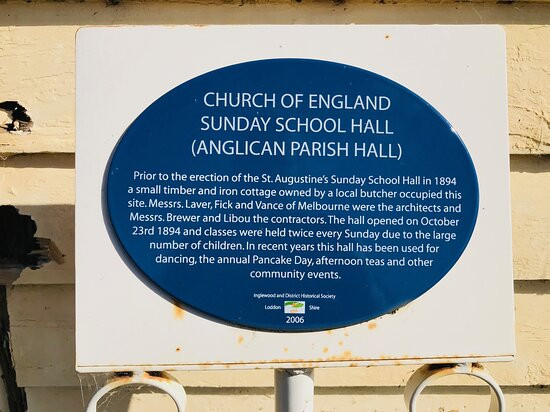 CHURCH OF ENGLAND
SUNDAY SCHOOL HALL
(ANGLICAN PARISH HALL)
Prior to the erection of the St. Augustine's Sunday School Hall in 1894
a small timber and iron cottage owned by a local butcher occupied this
site. Messrs. Laver, Fick and Vance of Melbourne were the architects and
Messrs. Brewer and Libou the contractors. The hall opened on October
23rd 1894 and classes were held twice every Sunday due to the large
number of children. In recent years this hall has been used for
dancing, the annual Pancake Day, afternoon teas and other
community events.
Inglewood and District Historical Society
Loddon Shire
2006